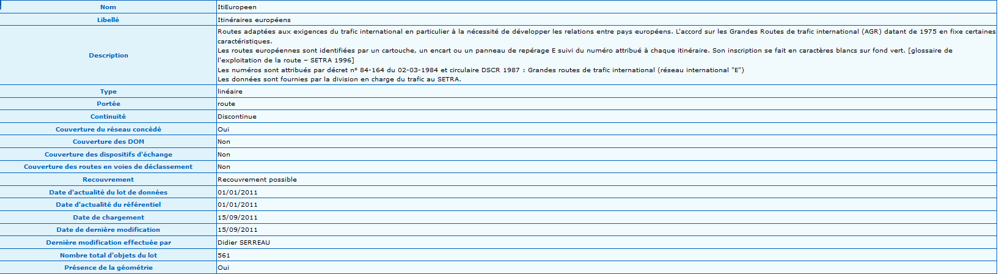 Nom ItiEuropeen
Libellé Itinéraires européens
Description
Routes adaptées aux exigences du trafic international en particulier à la nécessité de développer les relations entre pays européens. L'accord sur les Grandes Routes de trafic international (AGR) datant de 1975 en fixe certaines
caractéristiques.
Les routes européennes sont identifiées par un cartouche, un encart ou un panneau de repérage E suivi du numéro attribué à chaque itinéraire. Son inscription se fait en caractères blancs sur fond vert. [glossaire de
l'exploitation de la route – SETRA 1996]
Les numéros sont attribués par décret n° 84-164 du 02-03-1984 et circulaire DSCR 1987 : Grandes routes de trafic international (réseau international "E")
Les données sont fournies par la division en charge du trafic au SETRA.
Type linéaire
Portée route
Continuité Discontinue
Couverture du réseau concédé Oui
Couverture des DOM Non
Couverture des dispositifs d'échange Non
Couverture des routes en voies de déclassement Non
Recouvrement Recouvrement possible
Date d'actualité du lot de données 01/01/2011
Date d'actualité du référentiel 01/01/2011
Date de chargement 15/09/2011
Date de dernière modification 15/09/2011
Dernière modification effectuée par Didier SERREAU
Nombre total d'objets du lot 561
Présence de la géométrie Oui